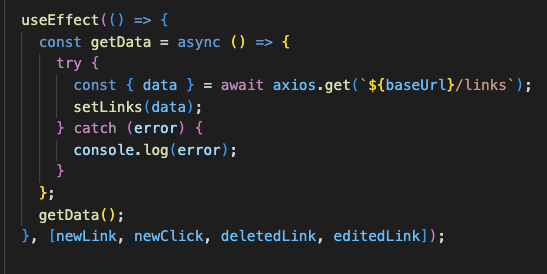 useEffect(() => {
  const getData = async () => {
    try {
      const { data } = await axios.get(`${baseUrl}/links`);
      setLinks(data);
    } catch (error) {
      console.log(error);
    }
  };
  getData();
}, [newLink, newClick, deletedLink, editedLink]);